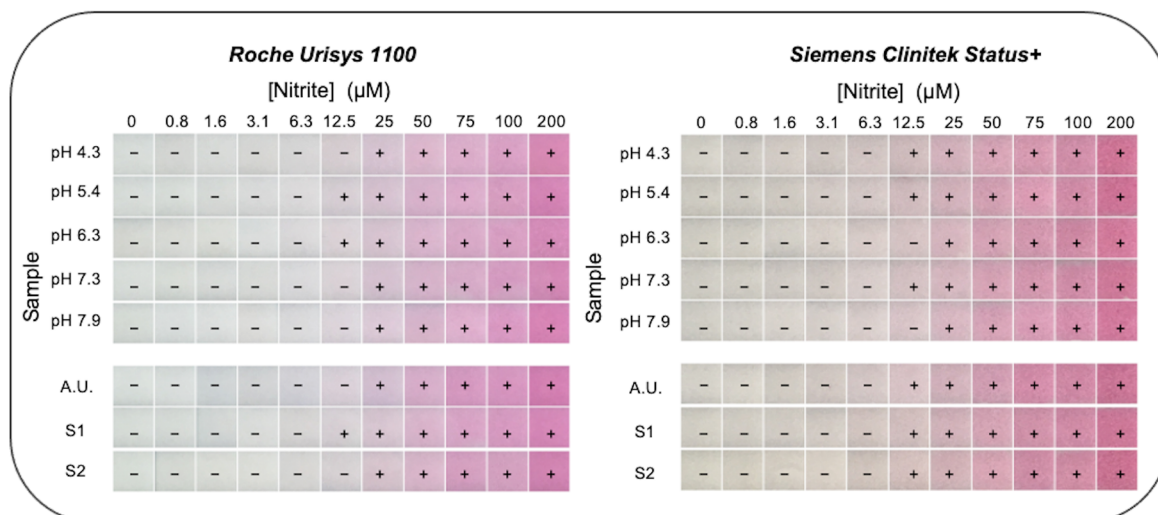 Roche Urisys 1100
[Nitrite] (µM)
0 0.8 1.6 3.1 6.3 12.5 25 50 75 100 200
Sample
pH 4.3 – – – – – – + + + + +
pH 5.4 – – – – – + + + + + +
pH 6.3 – – – – – + + + + + +
pH 7.3 – – – – – – + + + + +
pH 7.9 – – – – – – + + + + +
A.U. – – – – – – + + + + +
S1 – – – – – + + + + + +
S2 – – – – – – + + + + +
Siemens Clinitek Status+
[Nitrite] (µM)
0 0.8 1.6 3.1 6.3 12.5 25 50 75 100 200
Sample
pH 4.3 – – – – – + + + + + +
pH 5.4 – – – – – + + + + + +
pH 6.3 – – – – – – + + + + +
pH 7.3 – – – – – + + + + + +
pH 7.9 – – – – – – + + + + +
A.U. – – – – – + + + + + +
S1 – – – – – + + + + + +
S2 – – – – – + + + + + +